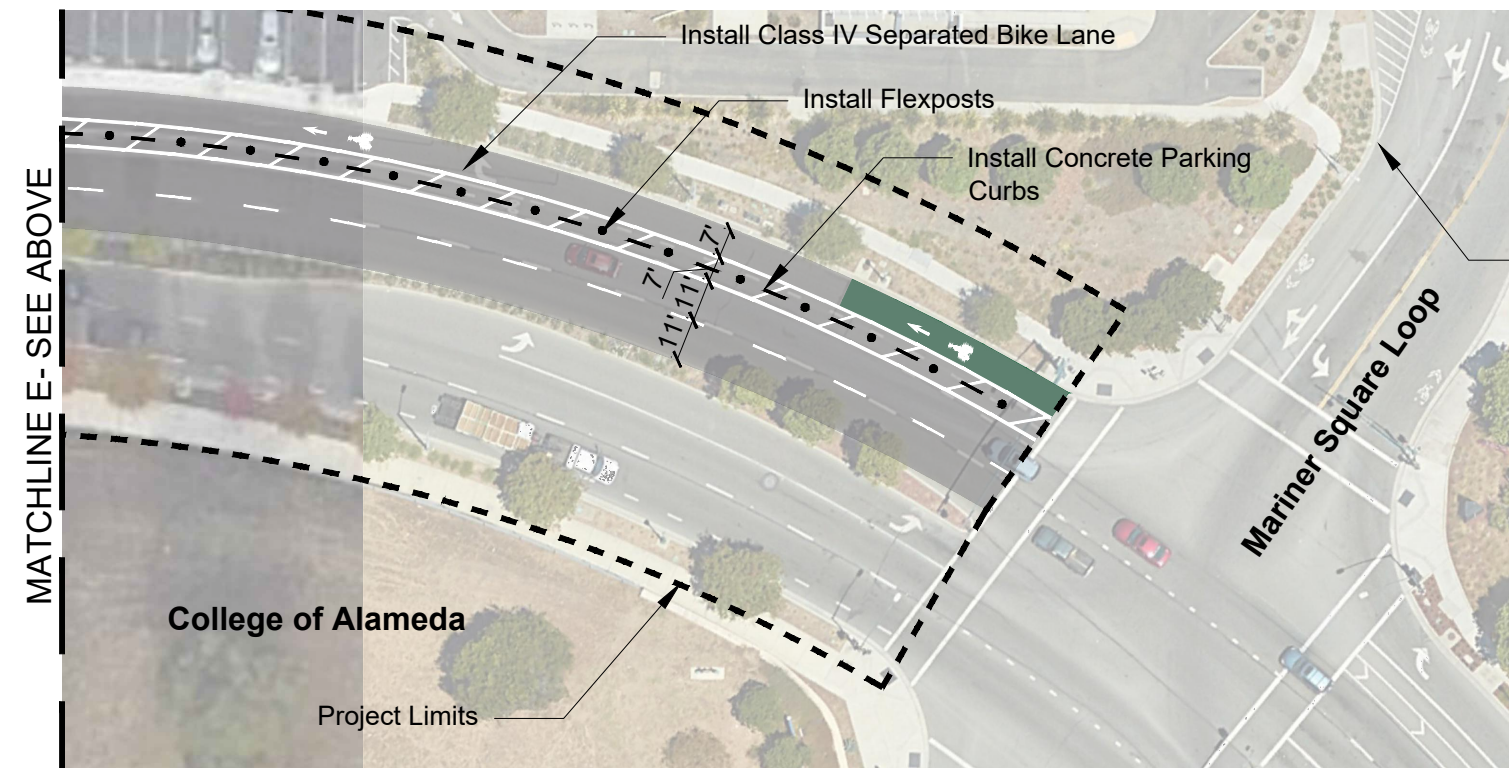 Install Class IV Separated Bike Lane
Install Flexposts
Install Concrete Parking
Curbs
MATCHLINE E- SEE ABOVE
7'
7'
11'
11'
Mariner Square Loop
College of Alameda
Project Limits